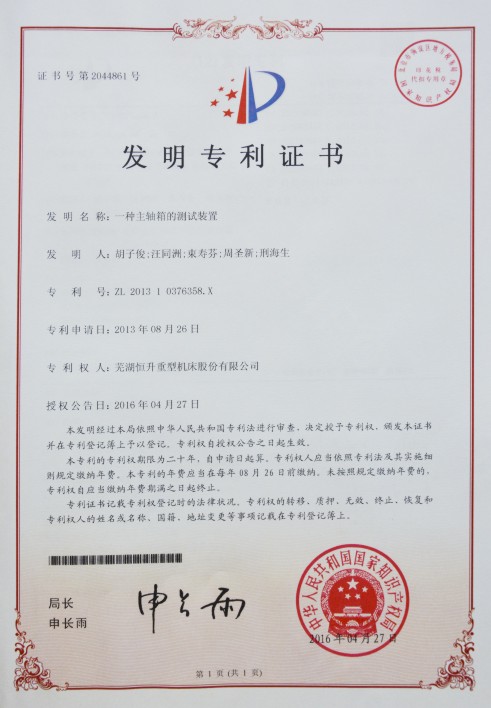 证书号第2044861号
印花税
代扣专用章
发明专利证书
发明名称：一种主轴箱的测试装置
发明人：胡子俊;汪同洲;束寿芬;周圣新;刑海生
专利号：ZL 2013 1 0376358.X
专利申请日：2013年08月26日
专利权人：芜湖恒升重型机床股份有限公司
授权公告日：2016年04月27日
本发明经过本局依照中华人民共和国专利法进行审查，决定授予专利权，颁发本证书
并在专利登记薄上予以登记。专利权自授权公告之日起生效。
本专利的专利权期限为二十年，自申请日起算。专利权人应当依照专利法及其实施细
则规定缴纳年费。本专利的年费应当在每年08月26日前缴纳。未按照规定缴纳年费的，
专利权自应当缴纳年费期满之日起终止。
专利证书记载专利权登记时的法律状况。专利权的转移、质押、无效、终止、恢复和
专利权人的姓名或名称、国籍、地址变更等事项记载在专利登记薄上。
局长
申长雨
申长雨
中华人民共和国国家知识产权局
2016年04月27日
第1页(共1页)